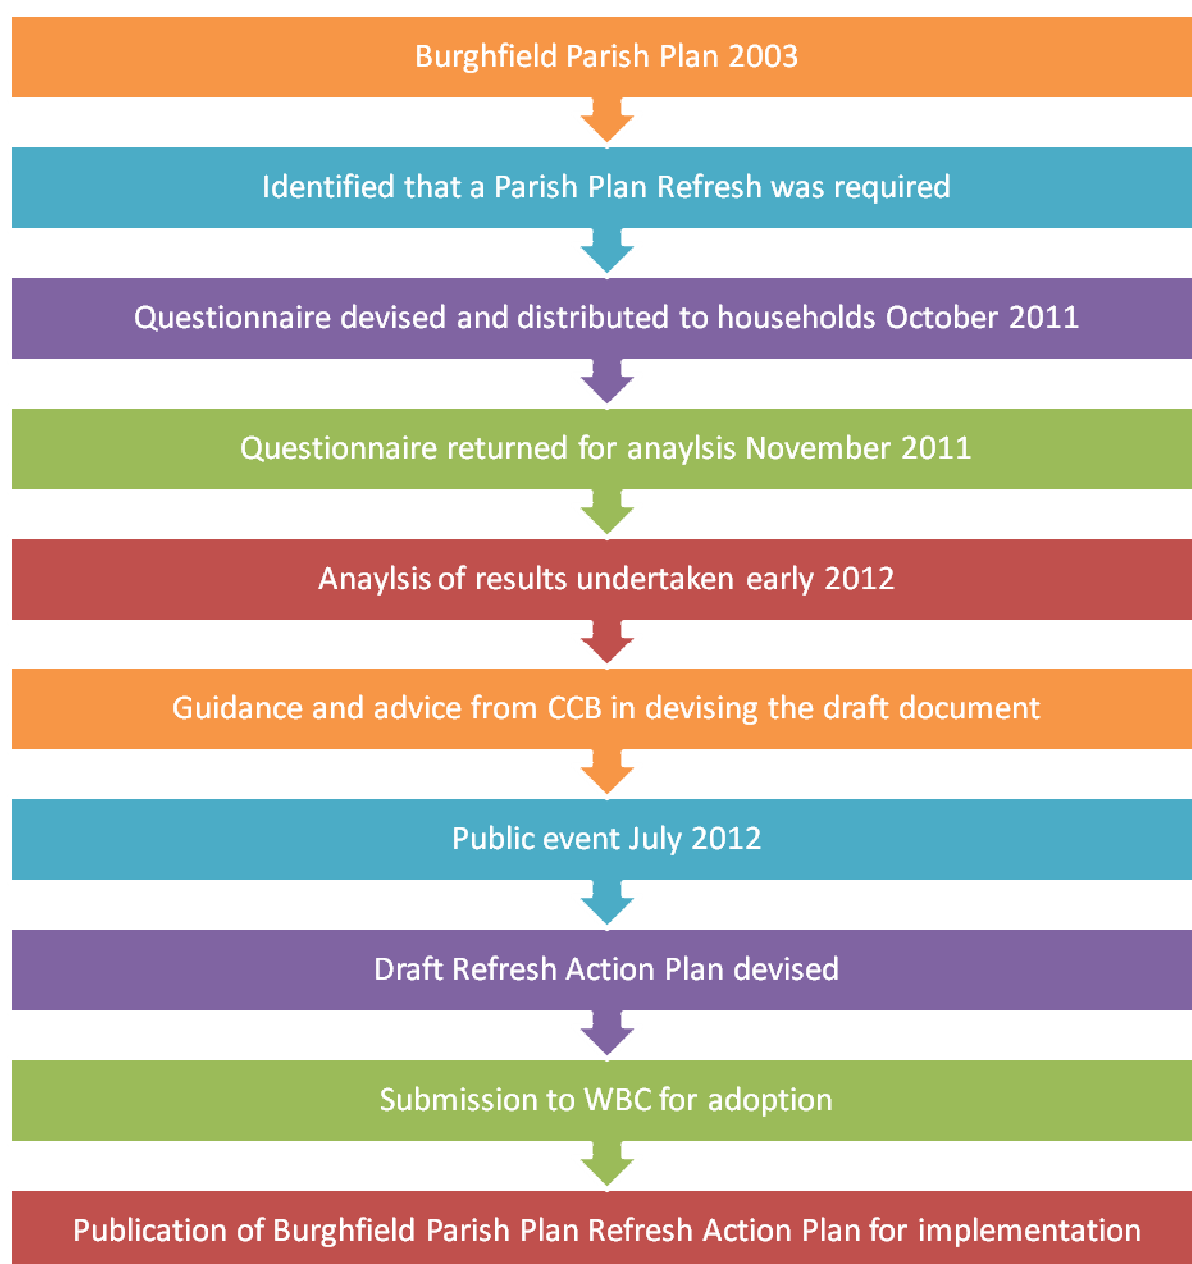 Burghfield Parish Plan 2003
Identified that a Parish Plan Refresh was required
Questionnaire devised and distributed to households October 2011
Questionnaire returned for anaylsis November 2011
Anaylsis of results undertaken early 2012
Guidance and advice from CCB in devising the draft document
Public event July 2012
Draft Refresh Action Plan devised
Submission to WBC for adoption
Publication of Burghfield Parish Plan Refresh Action Plan for implementation